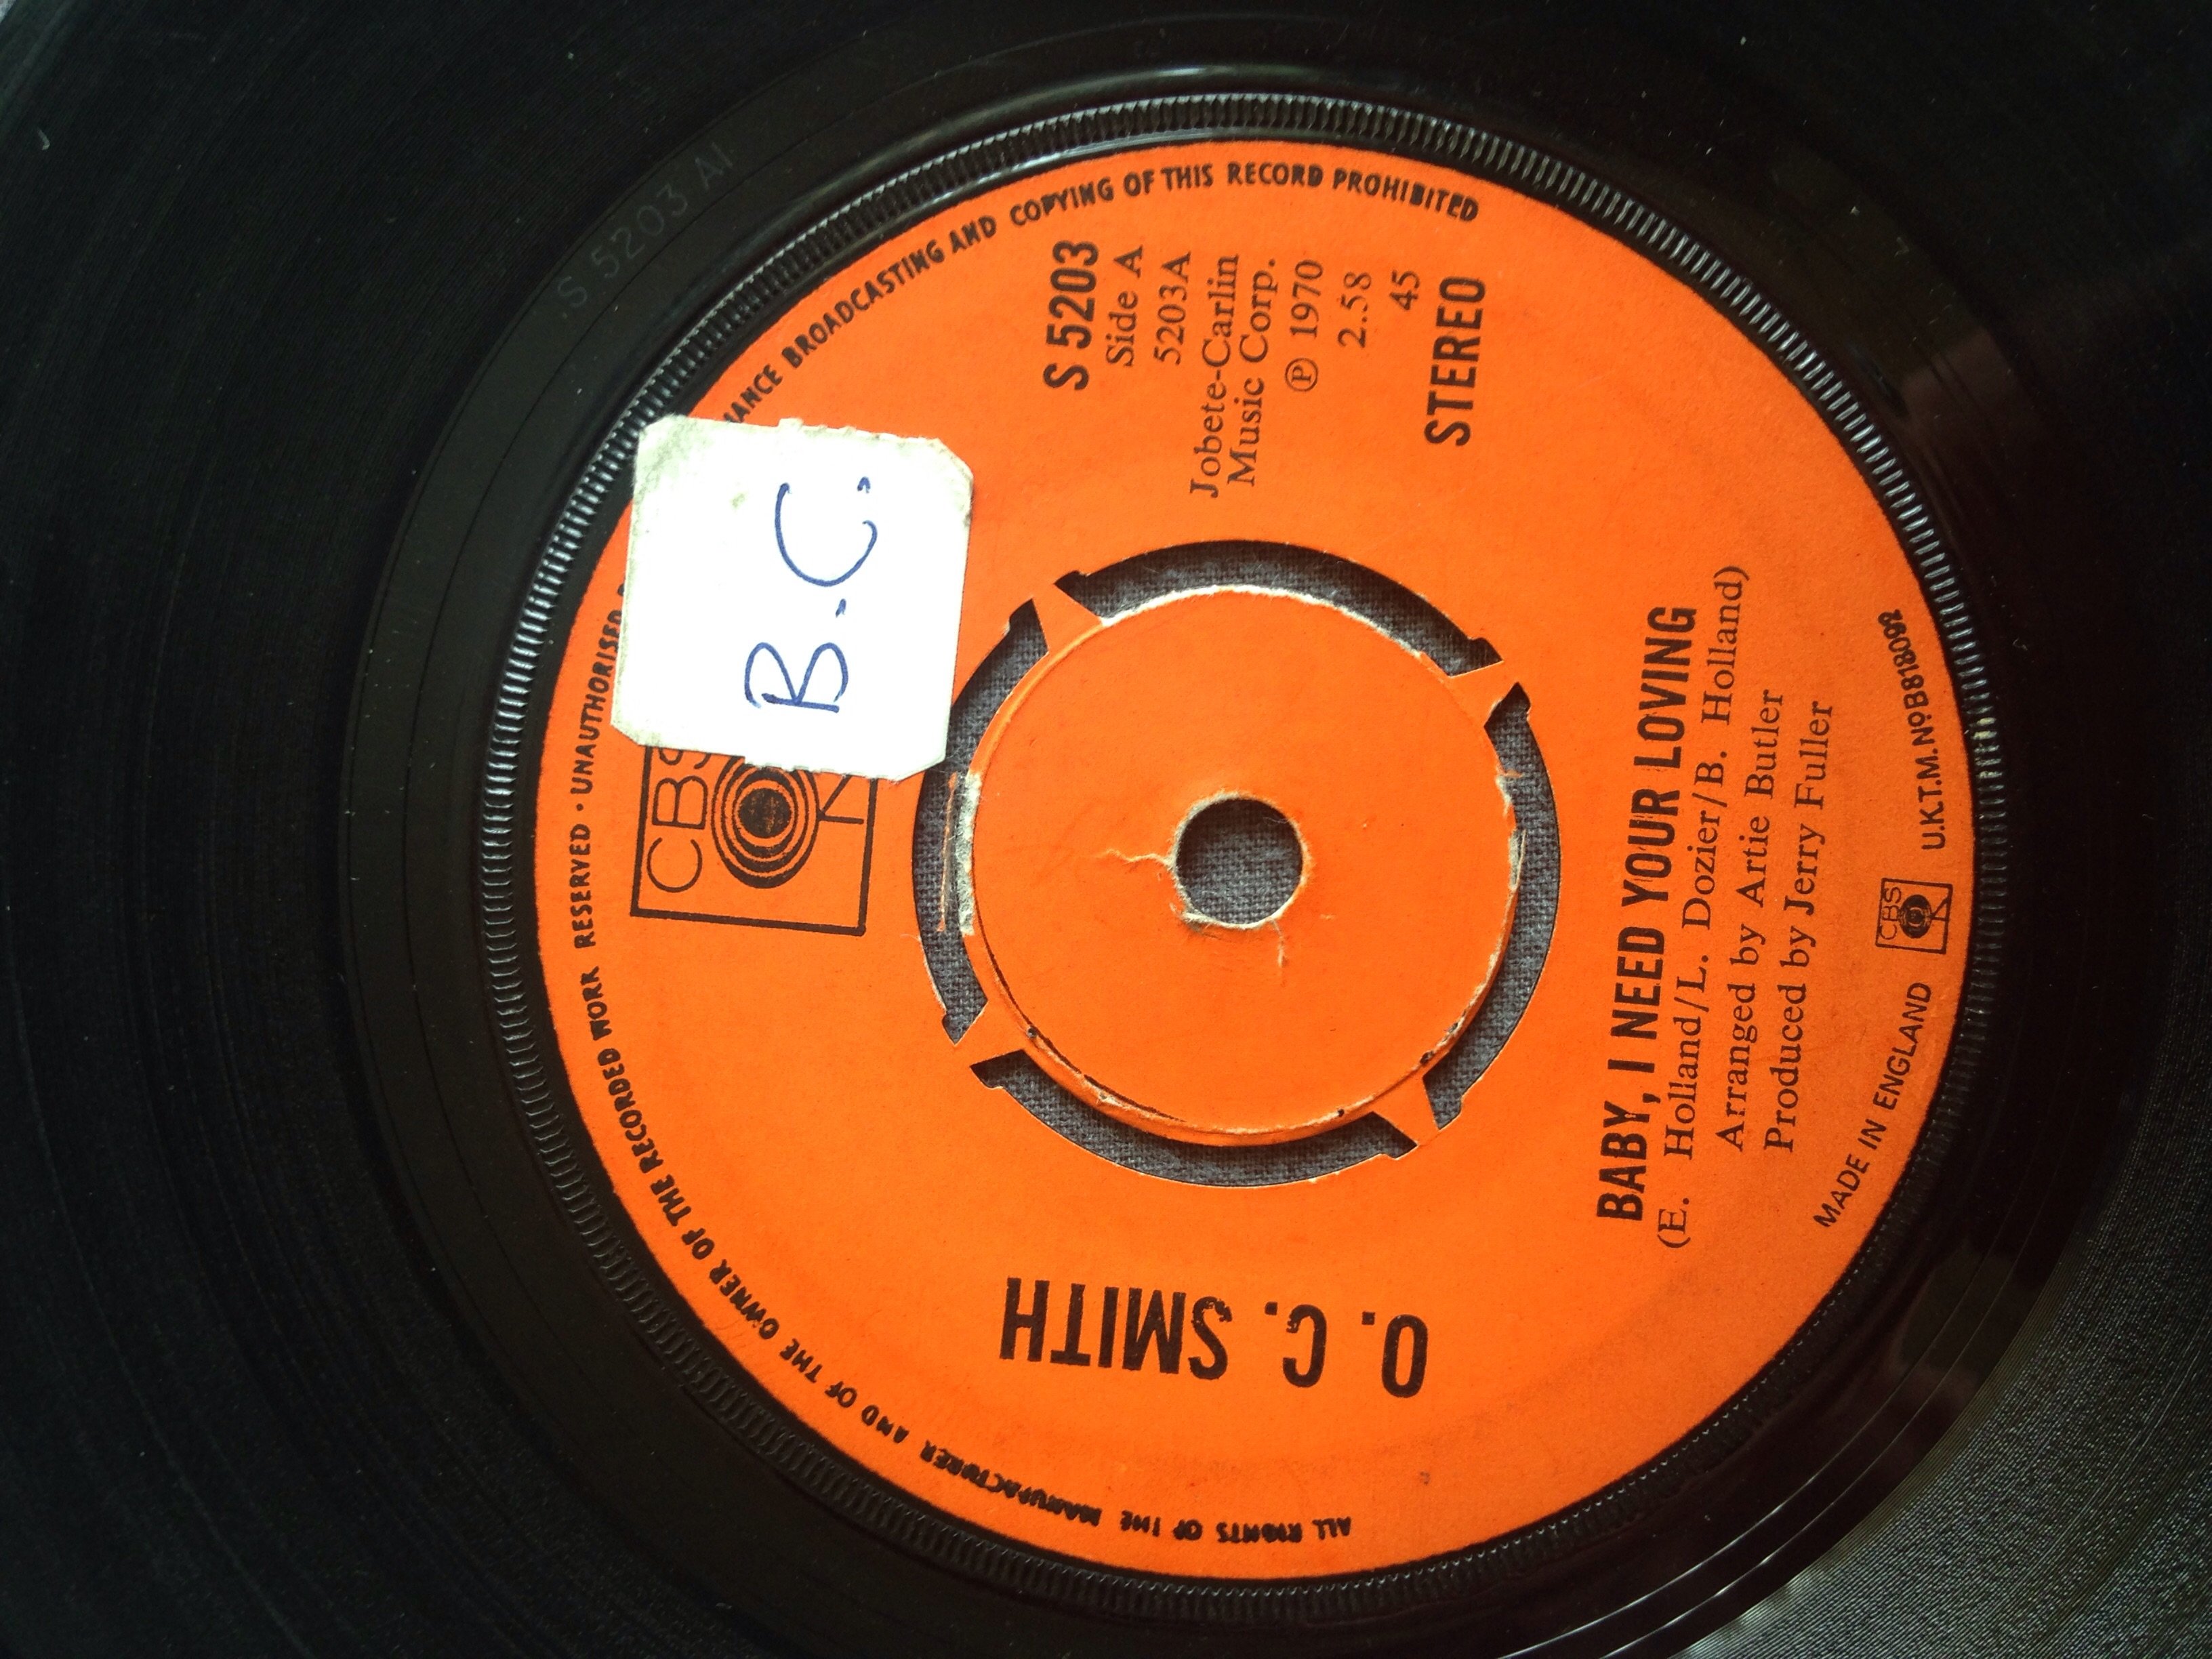 ALL RIGHTS OF THE MANUFACTURER AND OF THE OWNER OF THE RECORDED WORK RESERVED · UNAUTHORISED
BROADCASTING AND COPYING OF THIS RECORD PROHIBITED
CBS
B.C.
S 5203
Side A
5203A
Jobete-Carlin
Music Corp.
℗ 1970
2.58
45
STEREO
O. C. SMITH
BABY, I NEED YOUR LOVING
(E. Holland/L. Dozier/B. Holland)
Arranged by Artie Butler
Produced by Jerry Fuller
MADE IN ENGLAND
CBS
U.K.T.M.NO.B818092
S 5203 A1